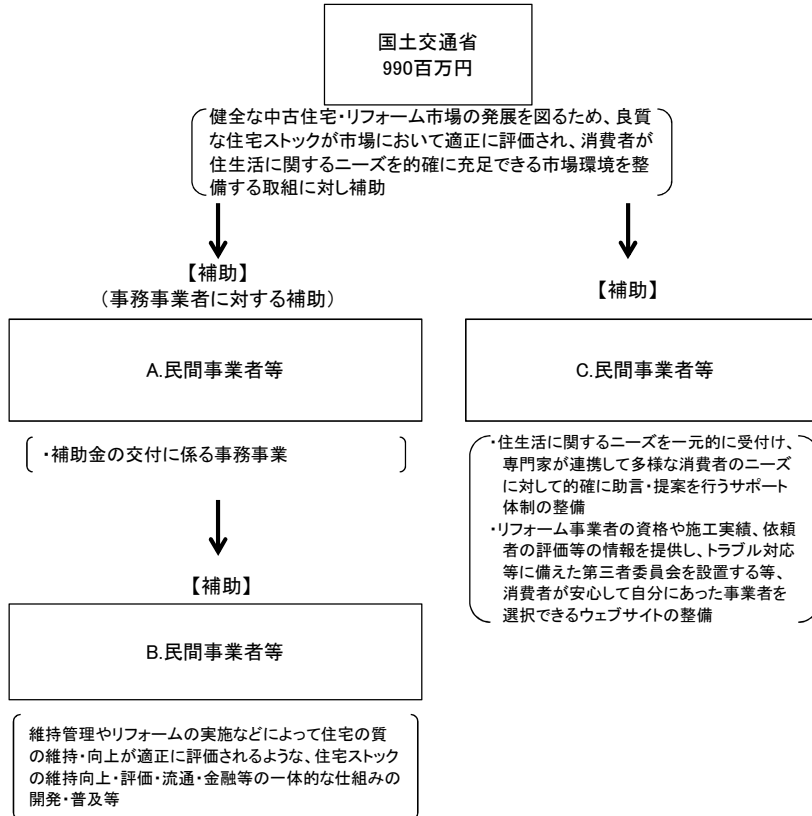 国土交通省
990百万円
健全な中古住宅・リフォーム市場の発展を図るため、良質
な住宅ストックが市場において適正に評価され、消費者が
住生活に関するニーズを的確に充足できる市場環境を整
備する取組に対し補助
【補助】
(事務事業者に対する補助)
A.民間事業者等
・補助金の交付に係る事務事業
【補助】
B.民間事業者等
維持管理やリフォームの実施などによって住宅の質
の維持・向上が適正に評価されるような、住宅ストック
の維持向上・評価・流通・金融等の一体的な仕組みの
開発・普及等
【補助】
C.民間事業者等
・住生活に関するニーズを一元的に受付け、
専門家が連携して多様な消費者のニーズ
に対して的確に助言・提案を行うサポート
体制の整備
・リフォーム事業者の資格や施工実績、依頼
者の評価等の情報を提供し、トラブル対応
等に備えた第三者委員会を設置する等、
消費者が安心して自分にあった事業者を
選択できるウェブサイトの整備